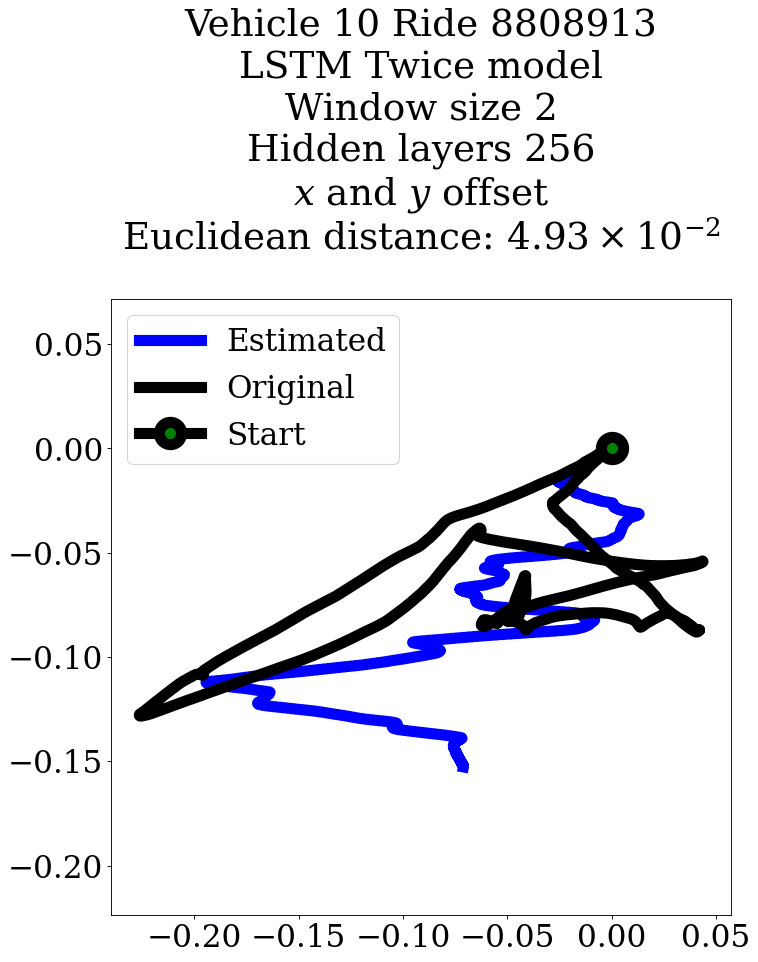 Vehicle 10 Ride 8808913
LSTM Twice model
Window size 2
Hidden layers 256
x and y offset
Euclidean distance: 4.93 × 10⁻²
Estimated
Original
Start
0.05
0.00
−0.05
−0.10
−0.15
−0.20
−0.20 −0.15 −0.10 −0.05 0.00 0.05